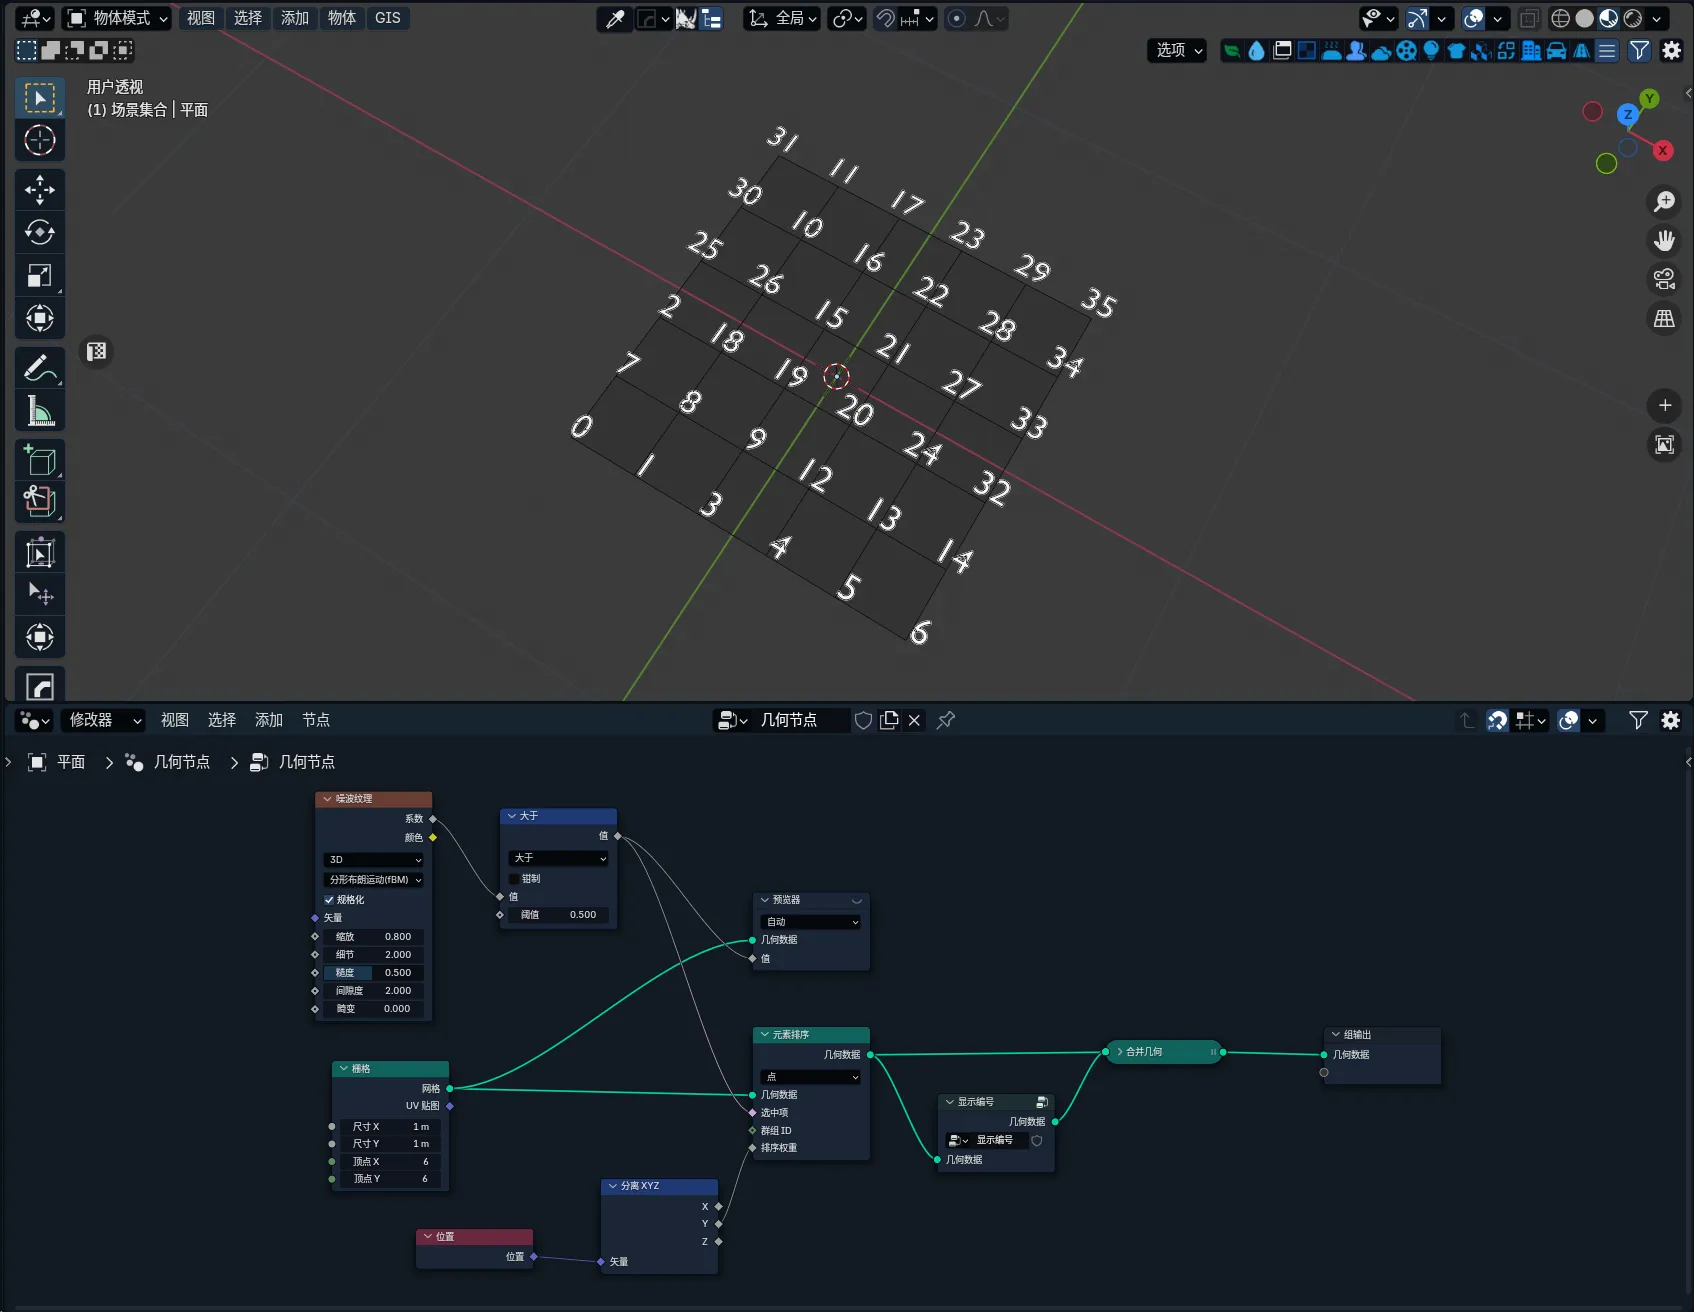 物体模式 视图 选择 添加 物体 GIS 全局
选项
用户透视
(1) 场景集合 | 平面
Y
Z
X
31
11
30
17
10
23
25
16
29
26
22
35
2
15
28
18
21
34
7
19
27
8
20
33
0
9
24
1
12
32
3
13
4
14
5
6
修改器 视图 选择 添加 节点 几何节点
平面 几何节点 几何节点
噪波纹理
系数
颜色
3D
分形布朗运动(fBM)
规格化
矢量
缩放 0.800
细节 2.000
糙度 0.500
间隙度 2.000
畸变 0.000
大于
值
大于
钳制
值
阈值 0.500
预览器
自动
几何数据
值
栅格
网格
UV 贴图
尺寸 X 1 m
尺寸 Y 1 m
顶点 X 6
顶点 Y 6
元素排序
几何数据
点
几何数据
选中项
群组 ID
排序权重
合并几何
组输出
几何数据
显示编号
几何数据
显示编号
几何数据
分离 XYZ
X
Y
Z
矢量
位置
位置